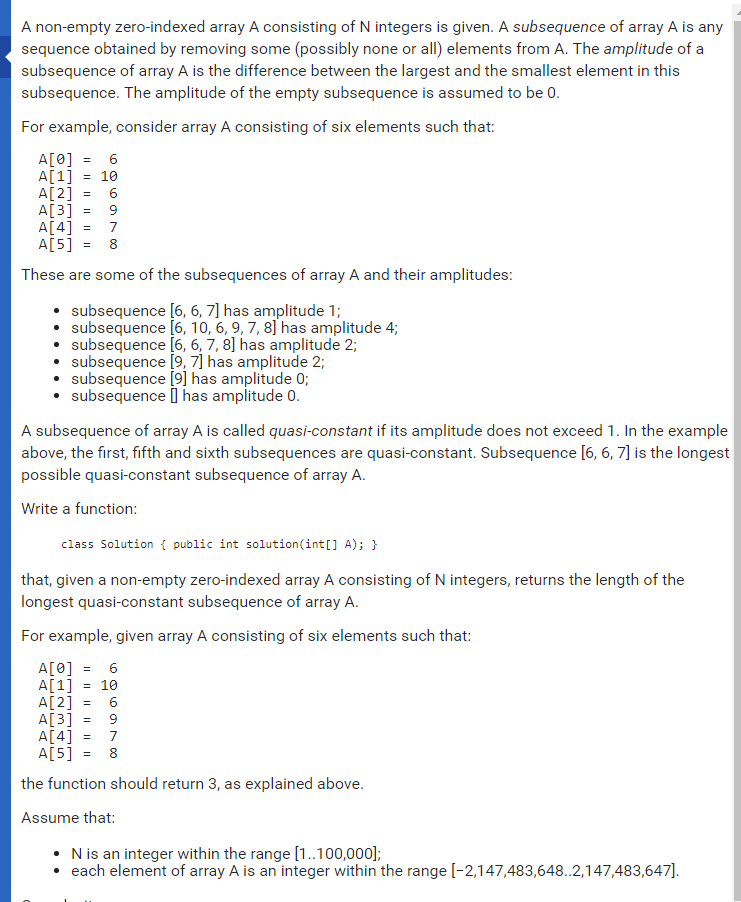 A non-empty zero-indexed array A consisting of N integers is given. A subsequence of array A is any
sequence obtained by removing some (possibly none or all) elements from A. The amplitude of a
subsequence of array A is the difference between the largest and the smallest element in this
subsequence. The amplitude of the empty subsequence is assumed to be 0.
For example, consider array A consisting of six elements such that:
A[0] = 6
A[1] = 10
A[2] = 6
A[3] = 9
A[4] = 7
A[5] = 8
These are some of the subsequences of array A and their amplitudes:
• subsequence [6, 6, 7] has amplitude 1;
• subsequence [6, 10, 6, 9, 7, 8] has amplitude 4;
• subsequence [6, 6, 7, 8] has amplitude 2;
• subsequence [9, 7] has amplitude 2;
• subsequence [9] has amplitude 0;
• subsequence [] has amplitude 0.
A subsequence of array A is called quasi-constant if its amplitude does not exceed 1. In the example
above, the first, fifth and sixth subsequences are quasi-constant. Subsequence [6, 6, 7] is the longest
possible quasi-constant subsequence of array A.
Write a function:
class Solution { public int solution(int[] A); }
that, given a non-empty zero-indexed array A consisting of N integers, returns the length of the
longest quasi-constant subsequence of array A.
For example, given array A consisting of six elements such that:
A[0] = 6
A[1] = 10
A[2] = 6
A[3] = 9
A[4] = 7
A[5] = 8
the function should return 3, as explained above.
Assume that:
• N is an integer within the range [1..100,000];
• each element of array A is an integer within the range [−2,147,483,648..2,147,483,647].